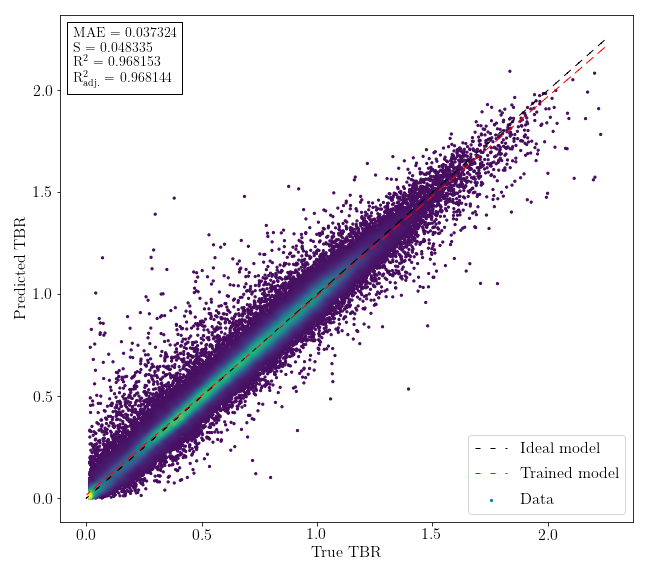 MAE = 0.037324
S = 0.048335
R² = 0.968153
R²adj. = 0.968144
2.0
1.5
1.0
0.5
0.0
Predicted TBR
Ideal model
Trained model
Data
0.0 0.5 1.0 1.5 2.0
True TBR